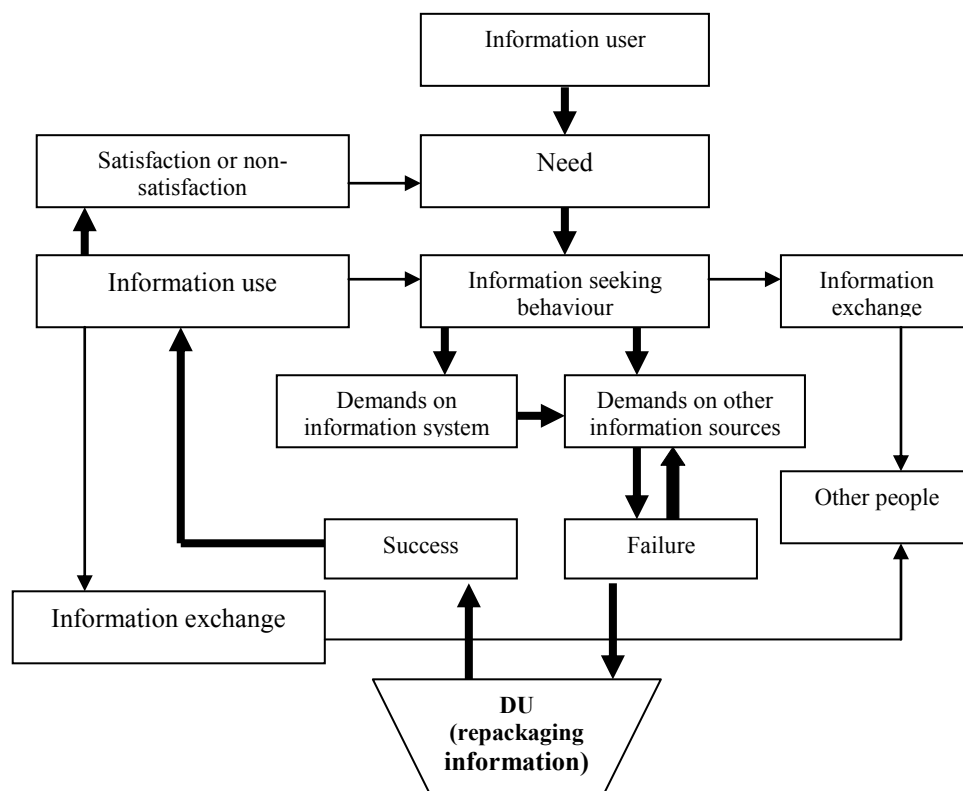 Information user
Satisfaction or non-
satisfaction
Need
Information use
Information seeking
behaviour
Information
exchange
Demands on
information system
Demands on other
information sources
Other people
Success
Failure
Information exchange
DU
(repackaging
information)